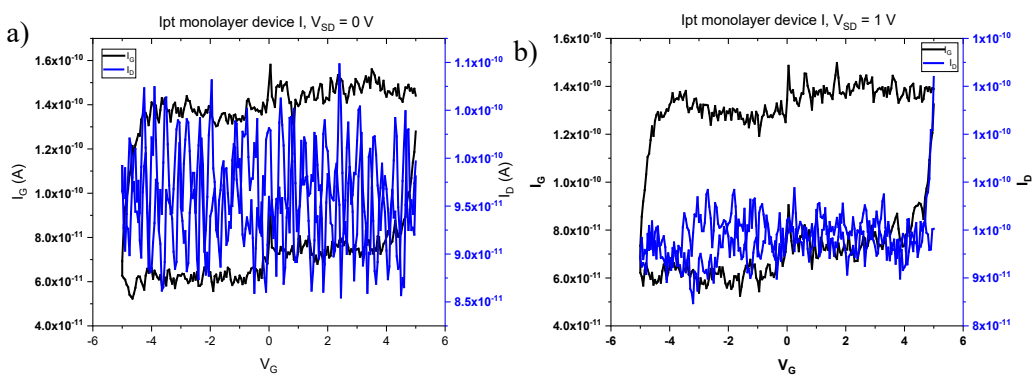 a)
Ipt monolayer device I, V_SD = 0 V
I_G
I_D
1.6x10⁻¹⁰
1.4x10⁻¹⁰
1.2x10⁻¹⁰
1.0x10⁻¹⁰
8.0x10⁻¹¹
6.0x10⁻¹¹
4.0x10⁻¹¹
I_G (A)
1.1x10⁻¹⁰
1.0x10⁻¹⁰
1.0x10⁻¹⁰
9.5x10⁻¹¹
9.0x10⁻¹¹
8.5x10⁻¹¹
I_D (A)
-6 -4 -2 0 2 4 6
V_G
b)
Ipt monolayer device I, V_SD = 1 V
I_G
I_D
1.6x10⁻¹⁰
1.4x10⁻¹⁰
1.2x10⁻¹⁰
1.0x10⁻¹⁰
8.0x10⁻¹¹
6.0x10⁻¹¹
4.0x10⁻¹¹
I_G
1x10⁻¹⁰
1x10⁻¹⁰
1x10⁻¹⁰
1x10⁻¹⁰
1x10⁻¹⁰
9x10⁻¹¹
8x10⁻¹¹
I_D
-6 -4 -2 0 2 4 6
V_G